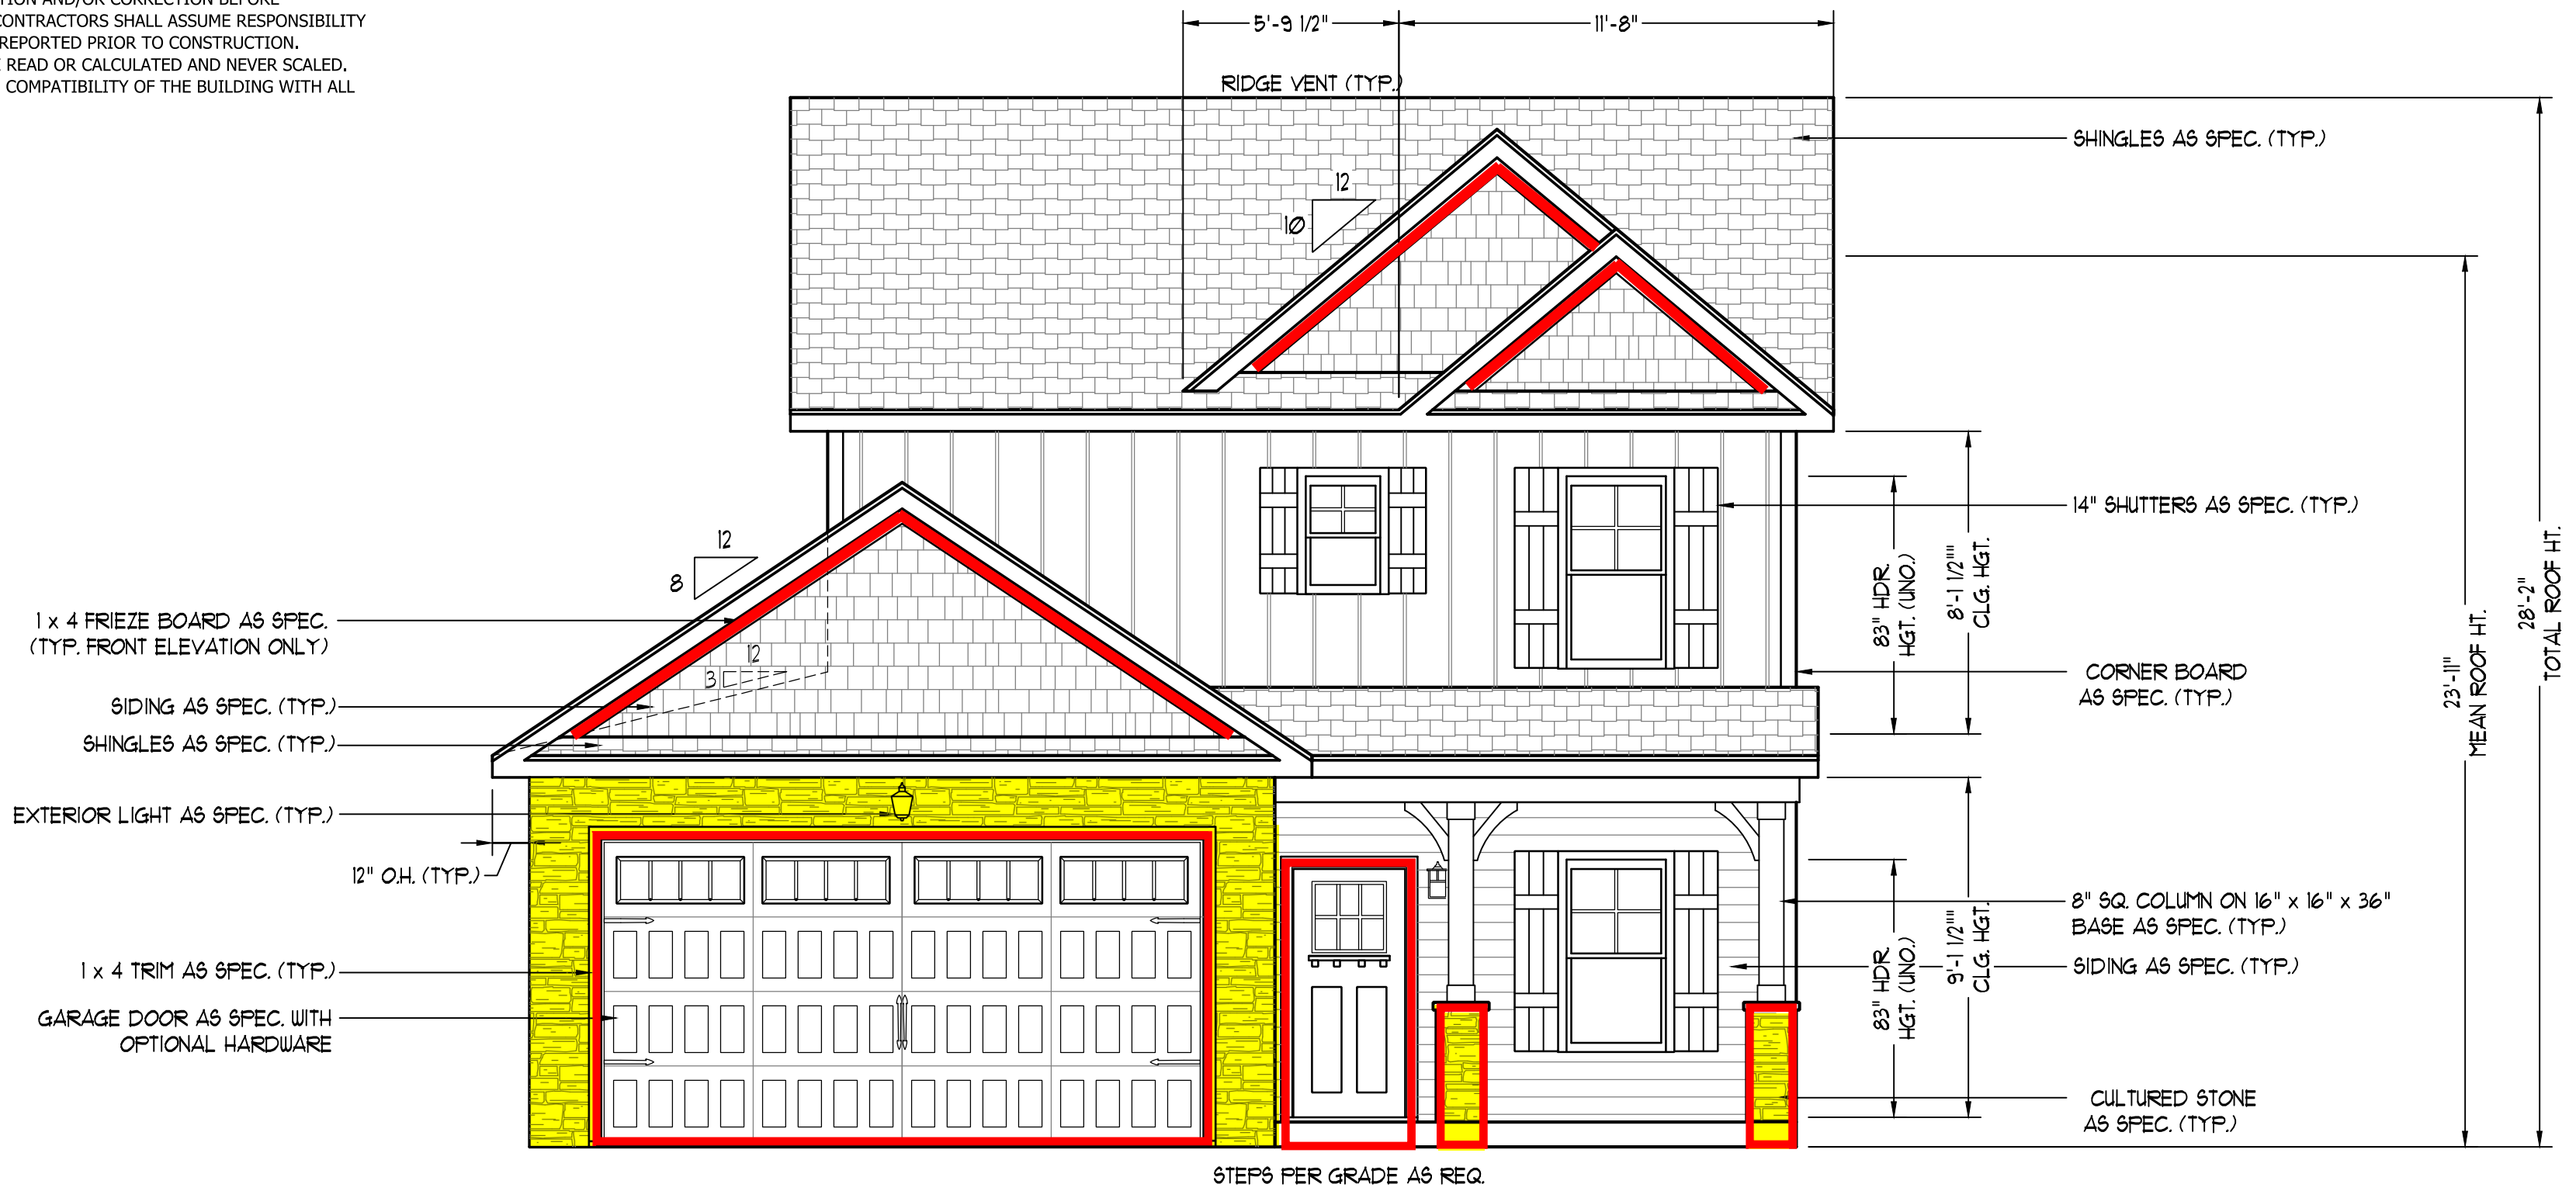 TION AND/OR CORRECTION BEFORE
CONTRACTORS SHALL ASSUME RESPONSIBILITY
REPORTED PRIOR TO CONSTRUCTION.
READ OR CALCULATED AND NEVER SCALED.
COMPATIBILITY OF THE BUILDING WITH ALL
5'-9 1/2"
11'-8"
RIDGE VENT (TYP.)
SHINGLES AS SPEC. (TYP.)
12
10
14" SHUTTERS AS SPEC. (TYP.)
12
8
83" HDR.
HGT. (UNO.)
8'-1 1/2""
CLG. HGT.
28'-2"
TOTAL ROOF HT.
23'-11"
MEAN ROOF HT.
1 x 4 FRIEZE BOARD AS SPEC.
(TYP. FRONT ELEVATION ONLY)
12
3
CORNER BOARD
AS SPEC. (TYP.)
SIDING AS SPEC. (TYP.)
SHINGLES AS SPEC. (TYP.)
EXTERIOR LIGHT AS SPEC. (TYP.)
12" O.H. (TYP.)
8" SQ. COLUMN ON 16" x 16" x 36"
BASE AS SPEC. (TYP.)
83" HDR.
HGT. (UNO.)
9'-1 1/2""
CLG. HGT.
SIDING AS SPEC. (TYP.)
1 x 4 TRIM AS SPEC. (TYP.)
GARAGE DOOR AS SPEC. WITH
OPTIONAL HARDWARE
CULTURED STONE
AS SPEC. (TYP.)
STEPS PER GRADE AS REQ.